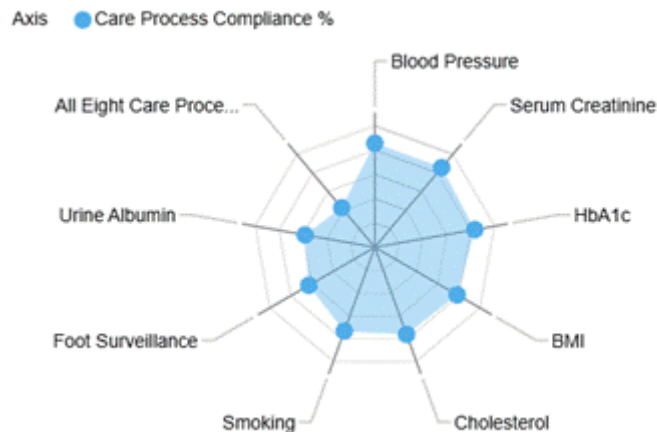 Axis Care Process Compliance %
Blood Pressure
All Eight Care Proce... Serum Creatinine
Urine Albumin HbA1c
Foot Surveillance BMI
Smoking Cholesterol